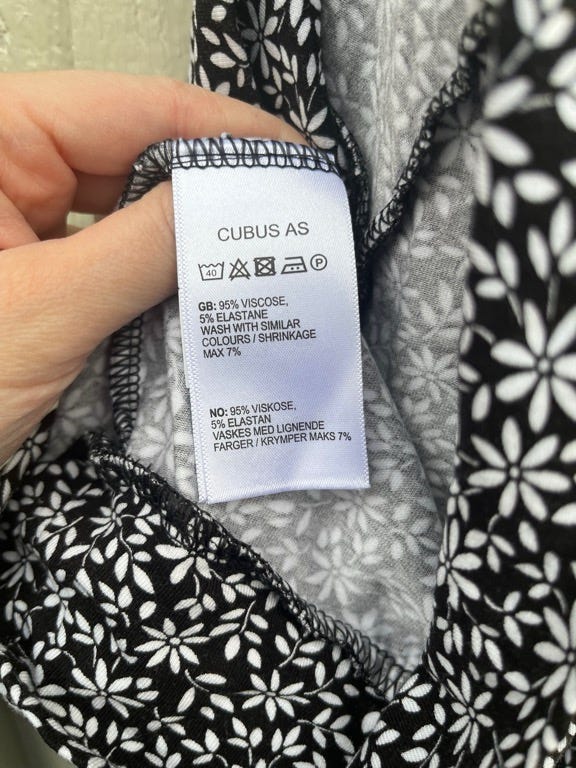 CUBUS AS
40 P
GB: 95% VISCOSE,
5% ELASTANE
WASH WITH SIMILAR
COLOURS / SHRINKAGE
MAX 7%
NO: 95% VISKOSE,
5% ELASTAN
VASKES MED LIGNENDE
FARGER / KRYMPER MAKS 7%